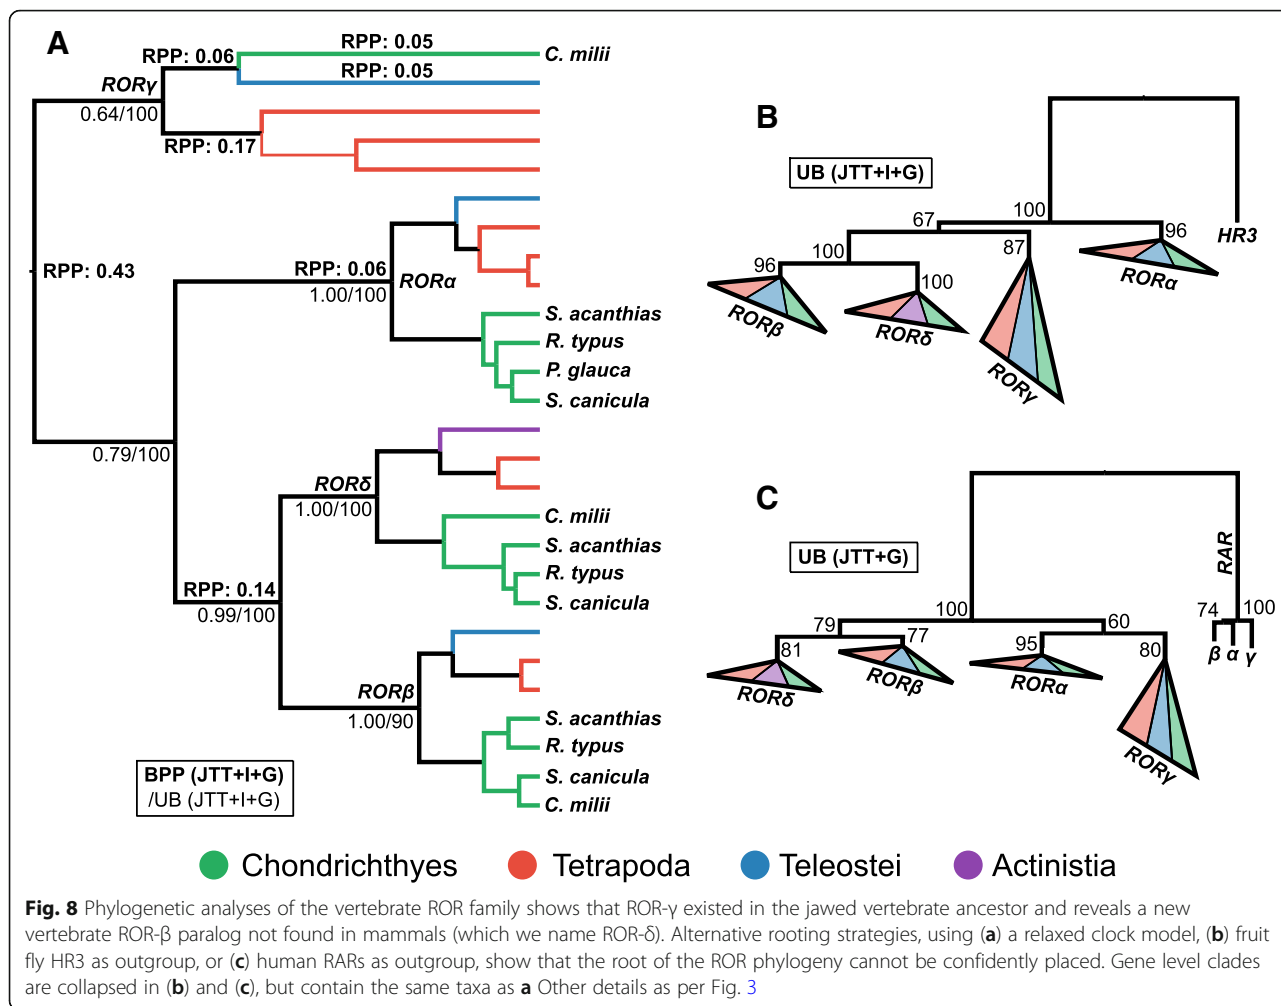 A
RPP: 0.05
RPP: 0.06
C. milii
RPP: 0.05
RORγ
0.64/100
RPP: 0.17
RPP: 0.43
RPP: 0.06
RORα
1.00/100
S. acanthias
R. typus
P. glauca
S. canicula
0.79/100
RORδ
1.00/100
C. milii
S. acanthias
R. typus
S. canicula
RPP: 0.14
0.99/100
RORβ
1.00/90
S. acanthias
R. typus
S. canicula
C. milii
BPP (JTT+I+G)
/UB (JTT+I+G)
B
UB (JTT+I+G)
100
67
96
HR3
100
87
RORα
96
100
RORβ
RORδ
RORγ
C
UB (JTT+G)
RAR
100
74
100
79
60
77
95
80
81
β α γ
RORδ
RORβ
RORα
RORγ
Chondrichthyes
Tetrapoda
Teleostei
Actinistia
Fig. 8 Phylogenetic analyses of the vertebrate ROR family shows that ROR-γ existed in the jawed vertebrate ancestor and reveals a new
vertebrate ROR-β paralog not found in mammals (which we name ROR-δ). Alternative rooting strategies, using (a) a relaxed clock model, (b) fruit
fly HR3 as outgroup, or (c) human RARs as outgroup, show that the root of the ROR phylogeny cannot be confidently placed. Gene level clades
are collapsed in (b) and (c), but contain the same taxa as a Other details as per Fig. 3